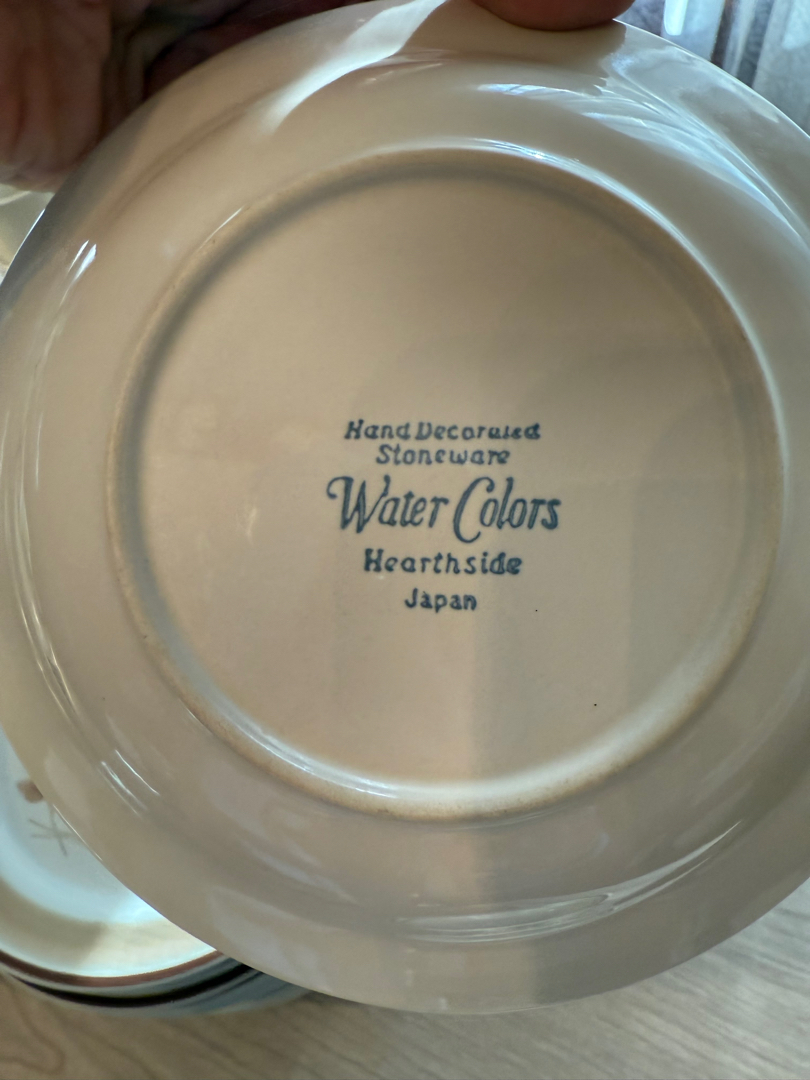 Hand Decorated
Stoneware
Water Colors
Hearthside
Japan